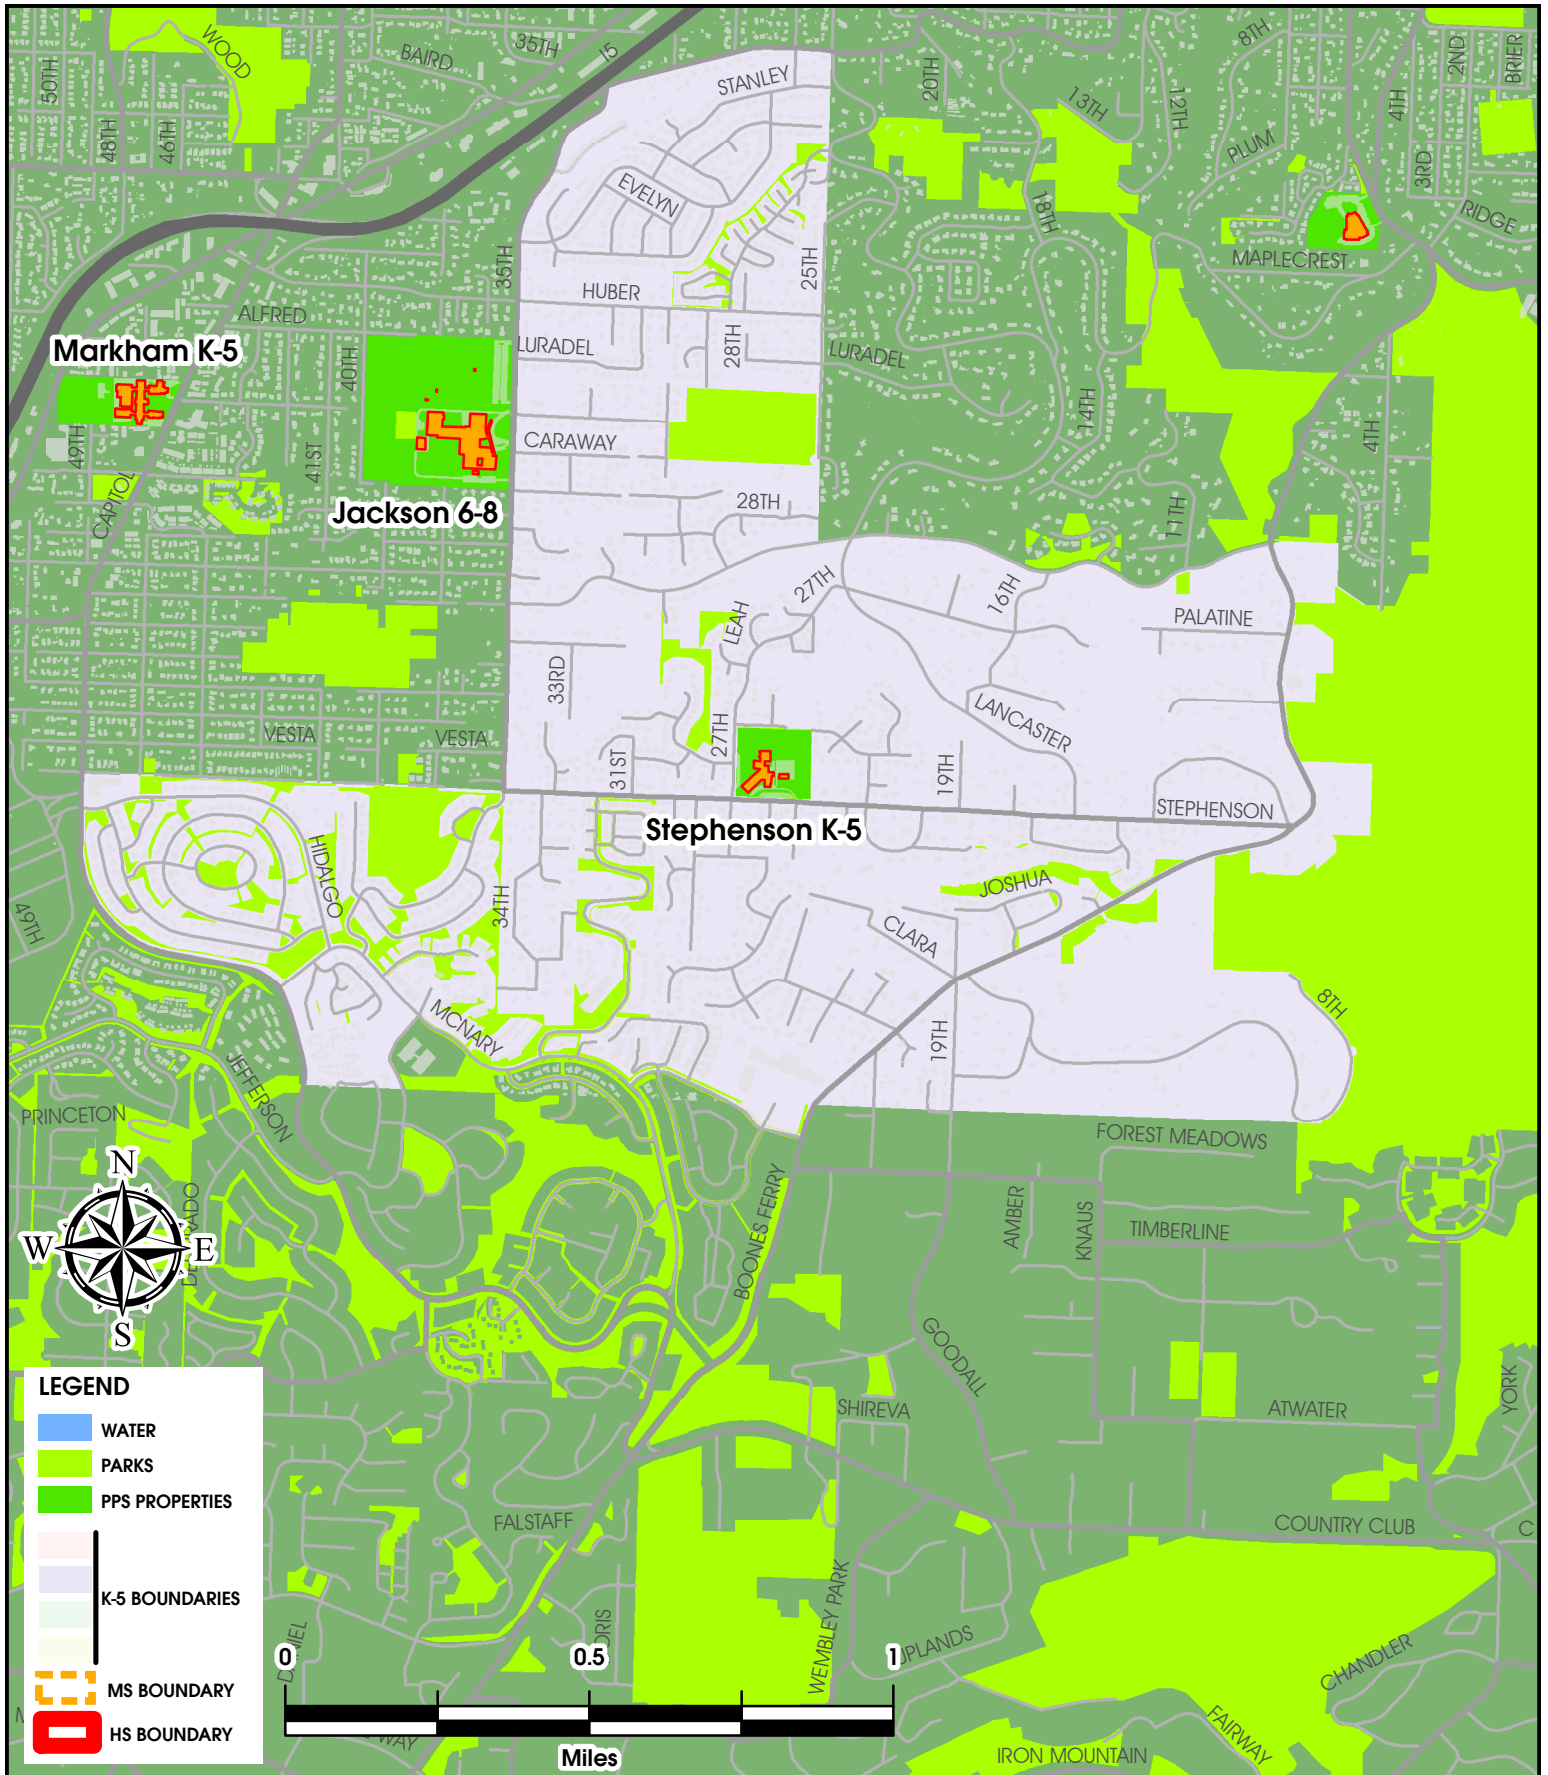 WOOD
BAIRD
35TH
I5
50TH
48TH
46TH
STANLEY
20TH
13TH
12TH
8TH
4TH
2ND
BRIER
PLUM
3RD
EVELYN
18TH
RIDGE
35TH
25TH
MAPLECREST
HUBER
ALFRED
LURADEL
28TH
LURADEL
Markham K-5
40TH
14TH
49TH
CAPITOL
41ST
CARAWAY
4TH
Jackson 6-8
28TH
11TH
27TH
16TH
LEAH
PALATINE
33RD
LANCASTER
VESTA
VESTA
27TH
31ST
19TH
STEPHENSON
Stephenson K-5
HIDALGO
34TH
JOSHUA
CLARA
49TH
8TH
MCNARY
19TH
JEFFERSON
PRINCETON
FOREST MEADOWS
N
W
E
S
BOONES FERRY
AMBER
KNAUS
TIMBERLINE
GOODALL
SHIREVA
ATWATER
YORK
LEGEND
WATER
PARKS
PPS PROPERTIES
K-5 BOUNDARIES
MS BOUNDARY
HS BOUNDARY
FALSTAFF
COUNTRY CLUB
C
WEMBLEY PARK
UPLANDS
CHANDLER
0
0.5
1
Miles
FAIRWAY
IRON MOUNTAIN
WAY